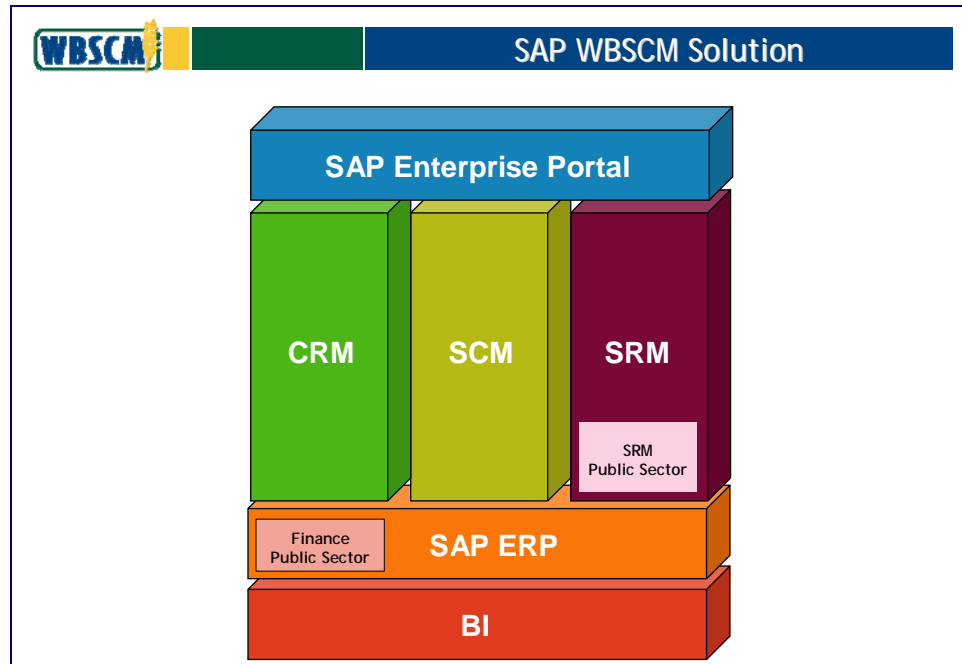 WBSCM
SAP WBSCM Solution
SAP Enterprise Portal
CRM
SCM
SRM
SRM
Public Sector
Finance
Public Sector
SAP ERP
BI